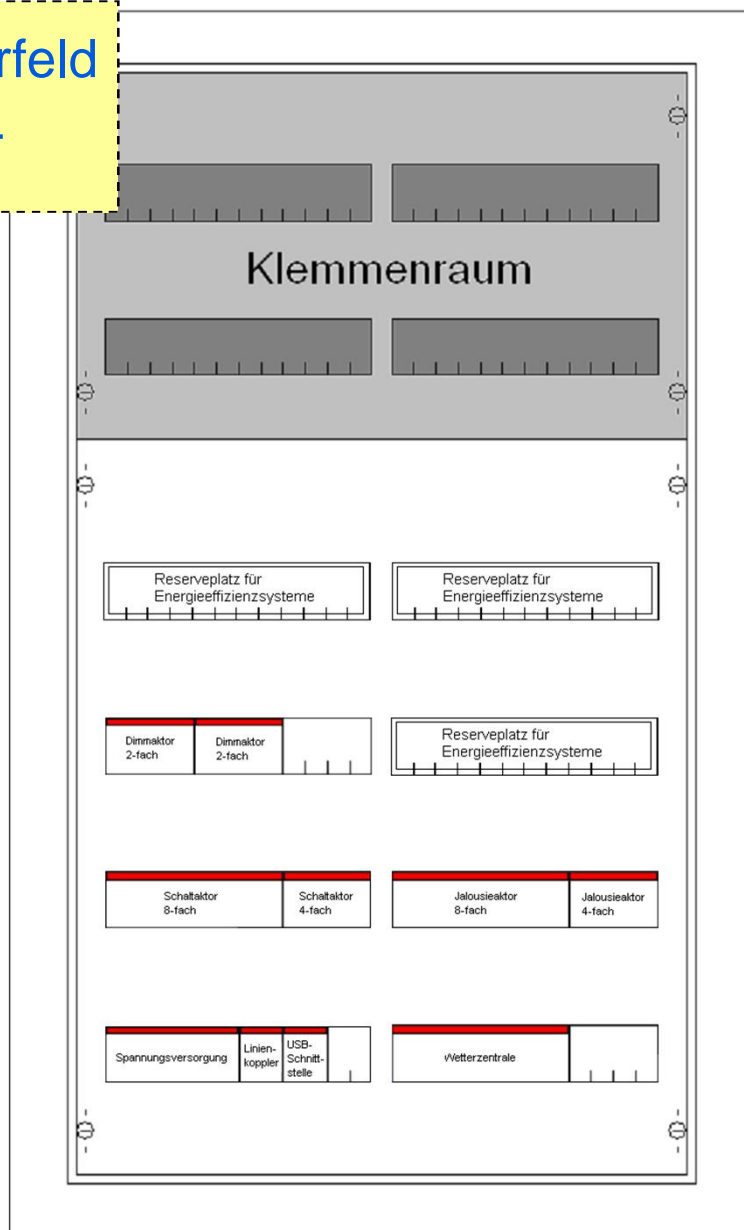 Klemmenraum
Reserveplatz für
Energieeffizienzsysteme
Reserveplatz für
Energieeffizienzsysteme
Dimmaktor
2-fach
Dimmaktor
2-fach
Reserveplatz für
Energieeffizienzsysteme
Schaltaktor
8-fach
Schaltaktor
4-fach
Jalousieaktor
8-fach
Jalousieaktor
4-fach
Spannungsversorgung
Linien-
koppler
USB-
Schnitt-
stelle
Wetterzentrale